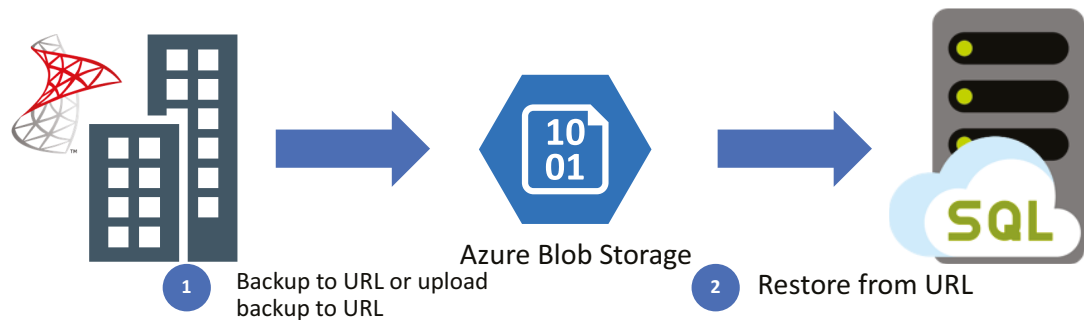 TM
10
01
SQL
Azure Blob Storage
1
Backup to URL or upload
backup to URL
2
Restore from URL